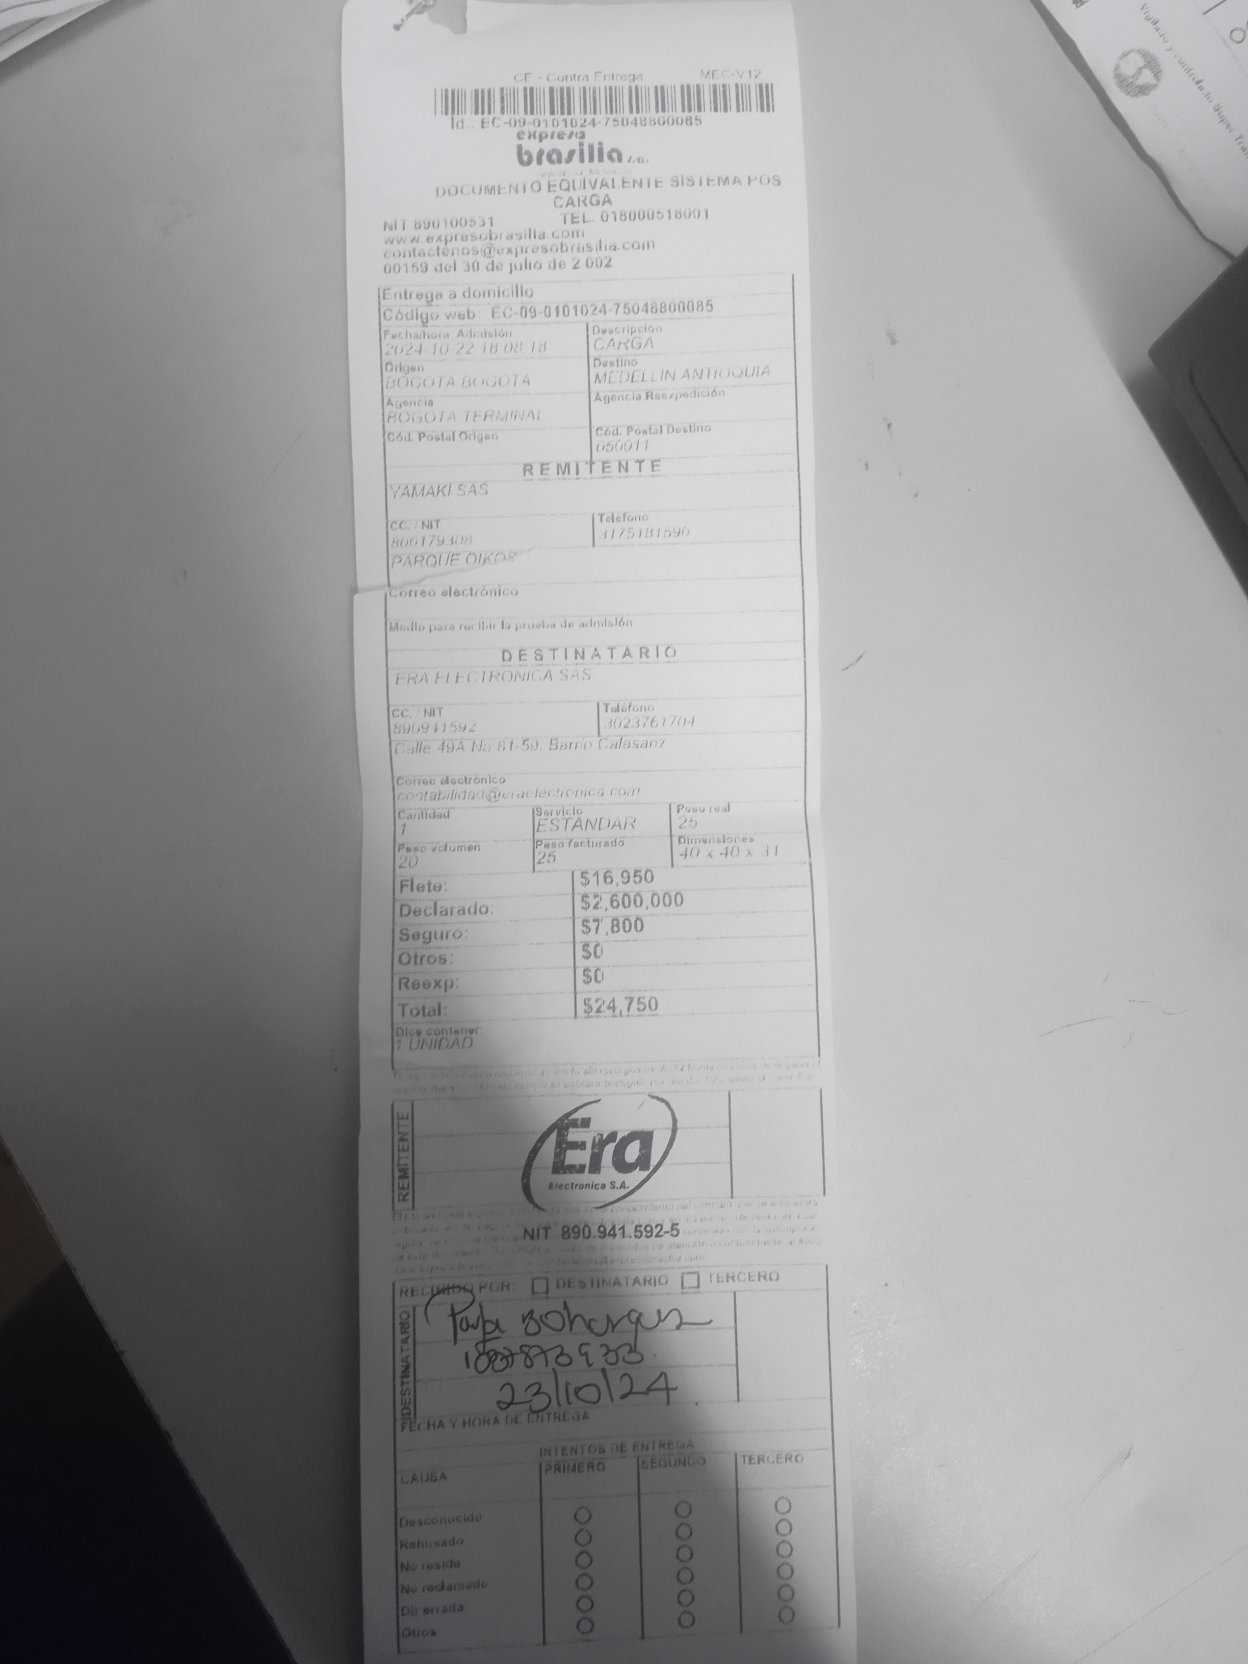 CE - Contra Entrega MEC-V12
Id.: EC-09-0101024-75048800085
expreso
brasilia s.a.
DOCUMENTO EQUIVALENTE SISTEMA POS
CARGA
NIT 890100531 TEL. 018000518001
www.expresobrasilia.com
contactenos@expresobrasilia.com
00159 del 30 de julio de 2 002
Entrega a domicilio
Código web: EC-09-0101024-75048800085
Fecha/hora Admisión Descripción
2024-10-22 18:08:18 CARGA
Origen Destino
BOGOTA BOGOTA MEDELLIN ANTIOQUIA
Agencia Agencia Reexpedición
BOGOTA TERMINAL
Cód. Postal Origen Cód. Postal Destino
050011
REMITENTE
YAMAKI SAS
CC. / NIT Teléfono
800179308 3175181690
PARQUE OIKOS
Correo electrónico
Medio para recibir la prueba de admisión
DESTINATARIO
ERA ELECTRONICA SAS
CC. / NIT Teléfono
890941592 3023761704
Calle 49A No 81-59, Barrio Calasanz
Correo electrónico
contabilidad@eraelectronica.com
Cantidad Servicio Peso real
1 ESTANDAR 25
Peso volumen Peso facturado Dimensiones
20 25 40 x 40 x 31
Flete: $16,950
Declarado: $2,600,000
Seguro: $7,800
Otros: $0
Reexp: $0
Total: $24,750
Dice contener:
1 UNIDAD
REMITENTE
Era
Electronica S.A.
NIT 890.941.592-5
RECIBIDO POR: DESTINATARIO TERCERO
DESTINATARIO
23/10/24
FECHA Y HORA DE ENTREGA
INTENTOS DE ENTREGA
CAUSA PRIMERO SEGUNDO TERCERO
Desconocido
Rehusado
No reside
No reclamado
Dir errada
Otros